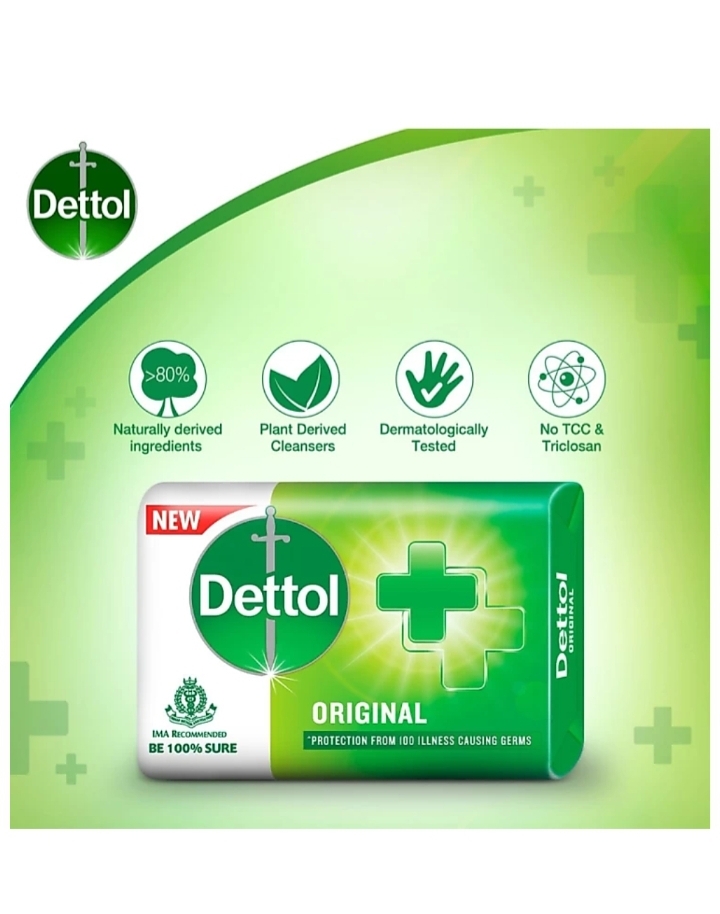 Dettol
>80%
Naturally derived
ingredients
Plant Derived
Cleansers
Dermatologically
Tested
No TCC &
Triclosan
NEW
Dettol
IMA RECOMMENDED
BE 100% SURE
ORIGINAL
*PROTECTION FROM 100 ILLNESS CAUSING GERMS
Dettol
ORIGINAL